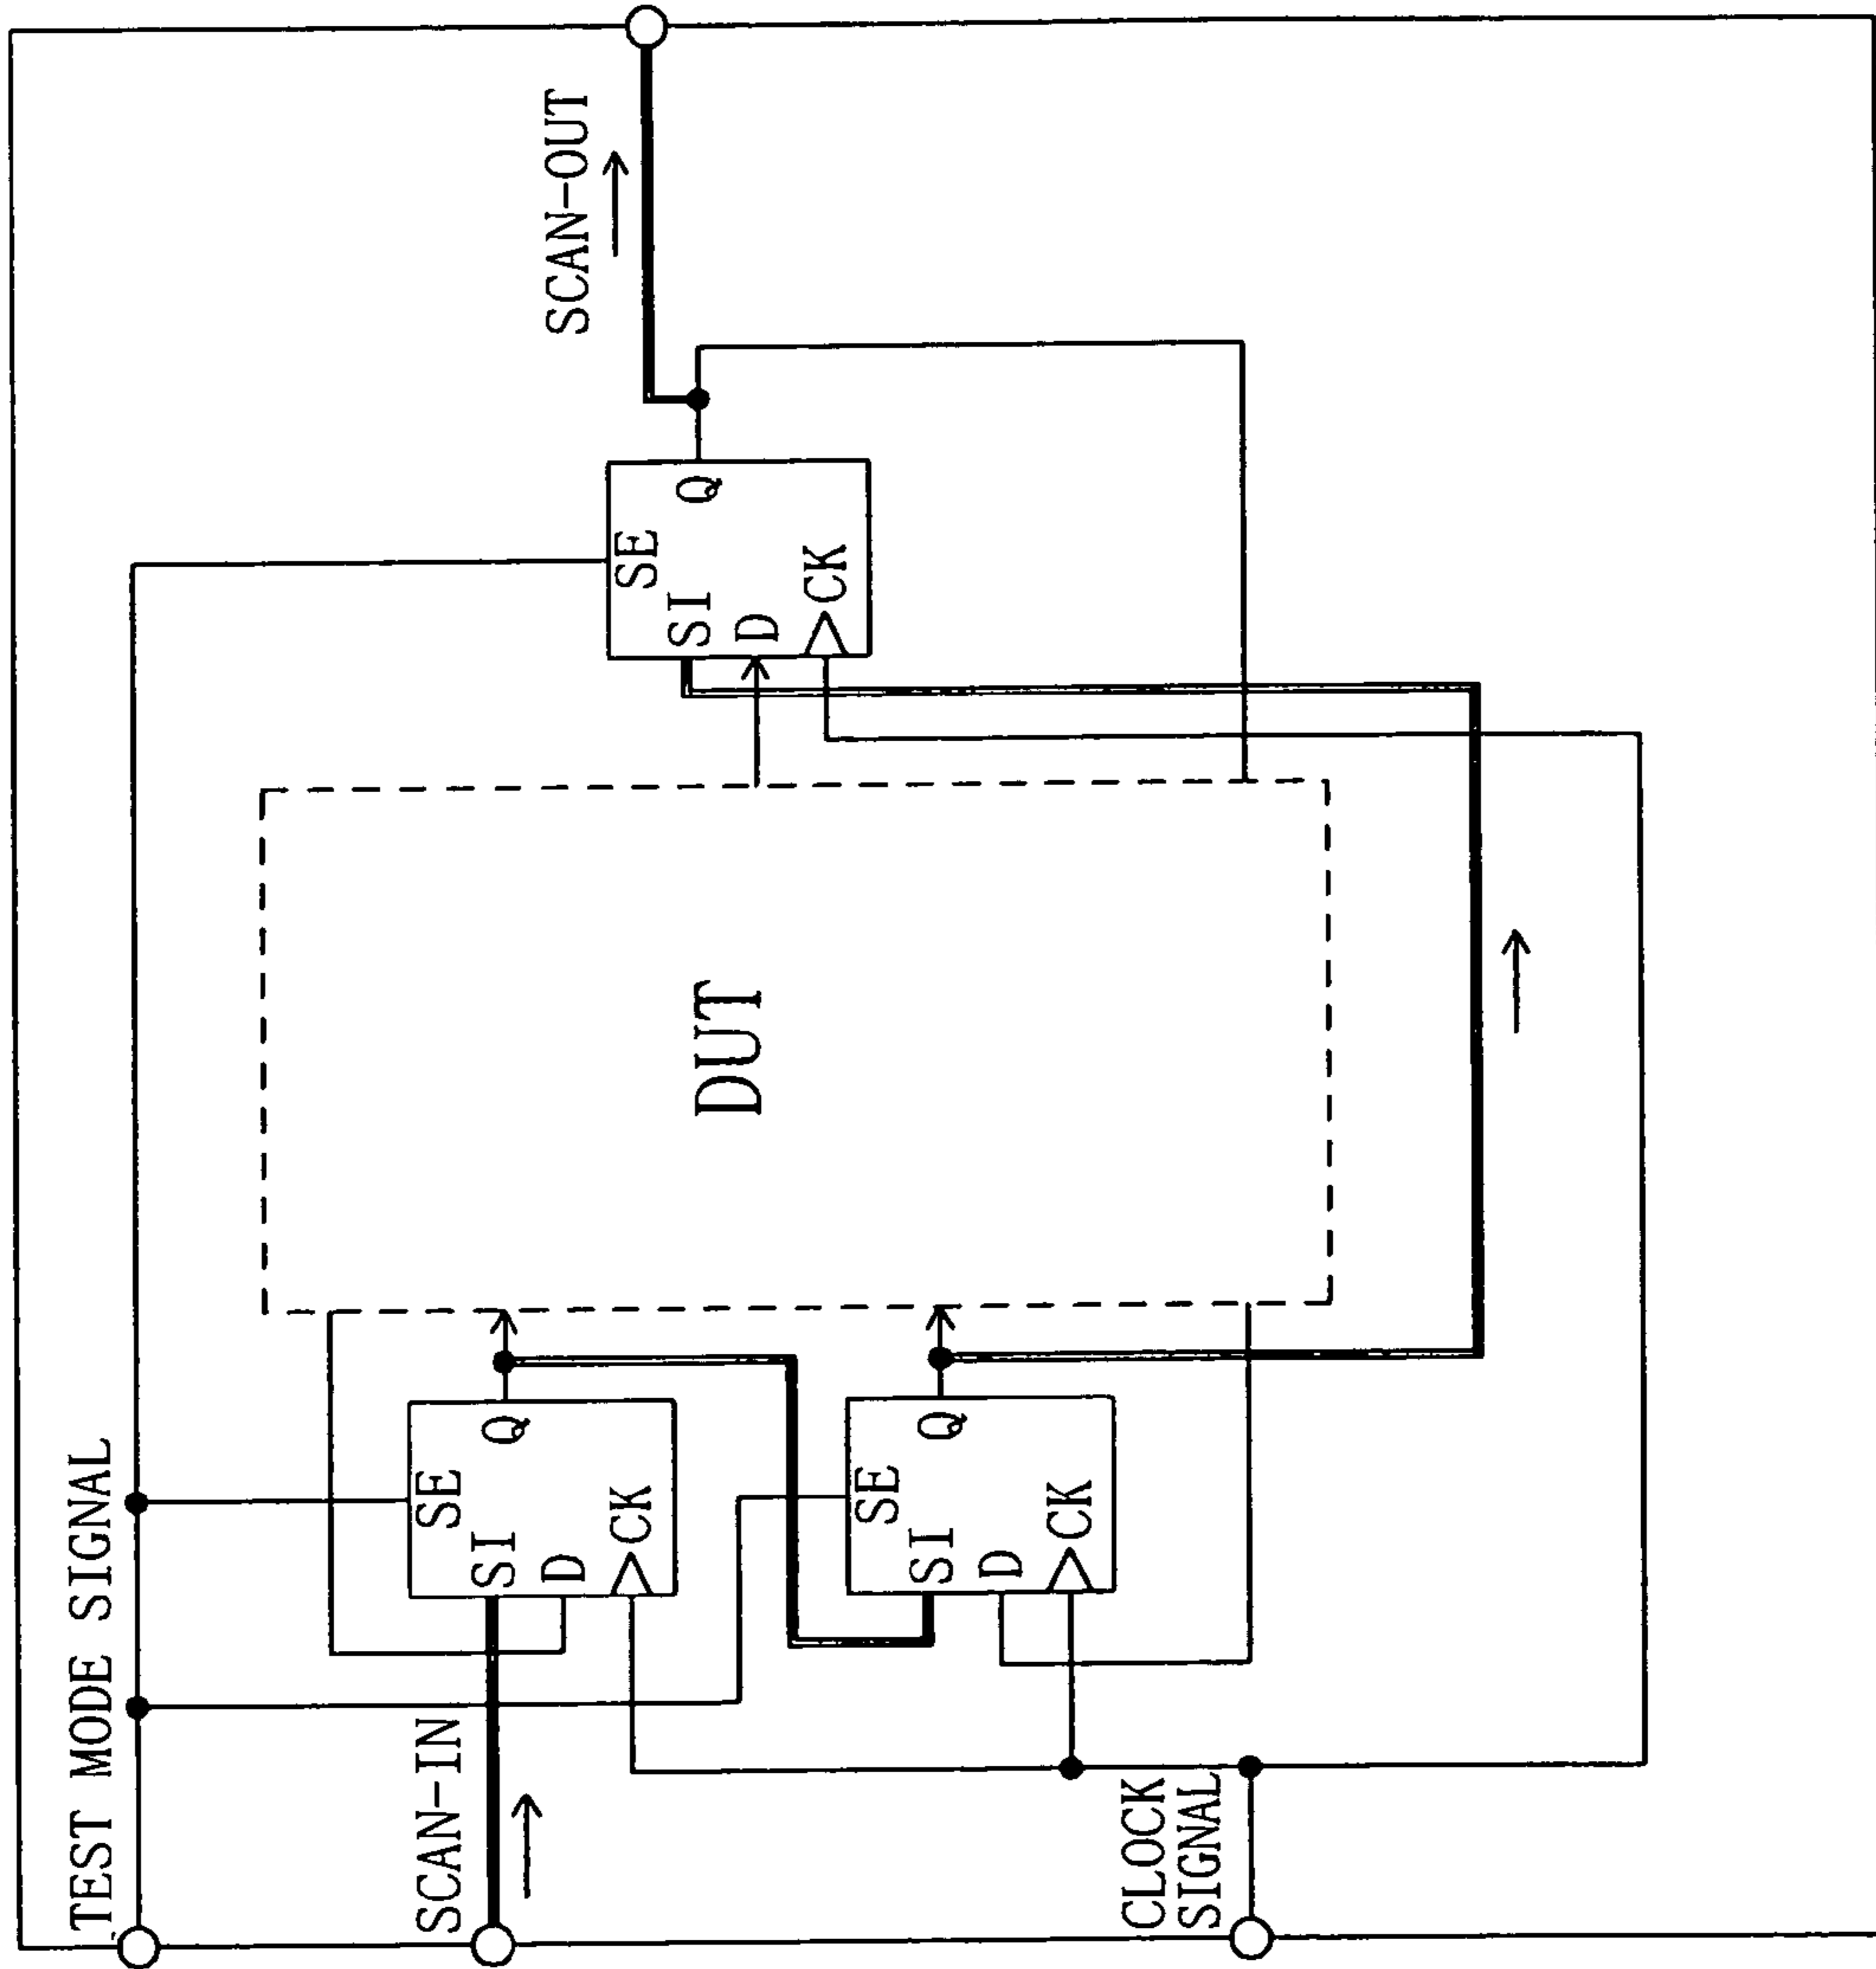 TEST MODE SIGNAL
SCAN-IN
SE
SI
D
CK
Q
SE
SI
D
CK
Q
CLOCK
SIGNAL
DUT
SE
SI
D
CK
Q
SCAN-OUT